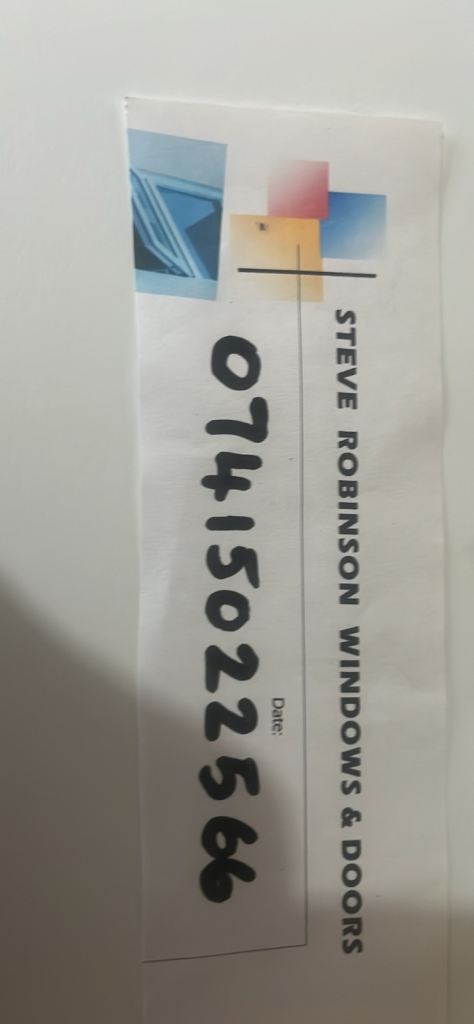 STEVE ROBINSON WINDOWS & DOORS
Date:
07415022566